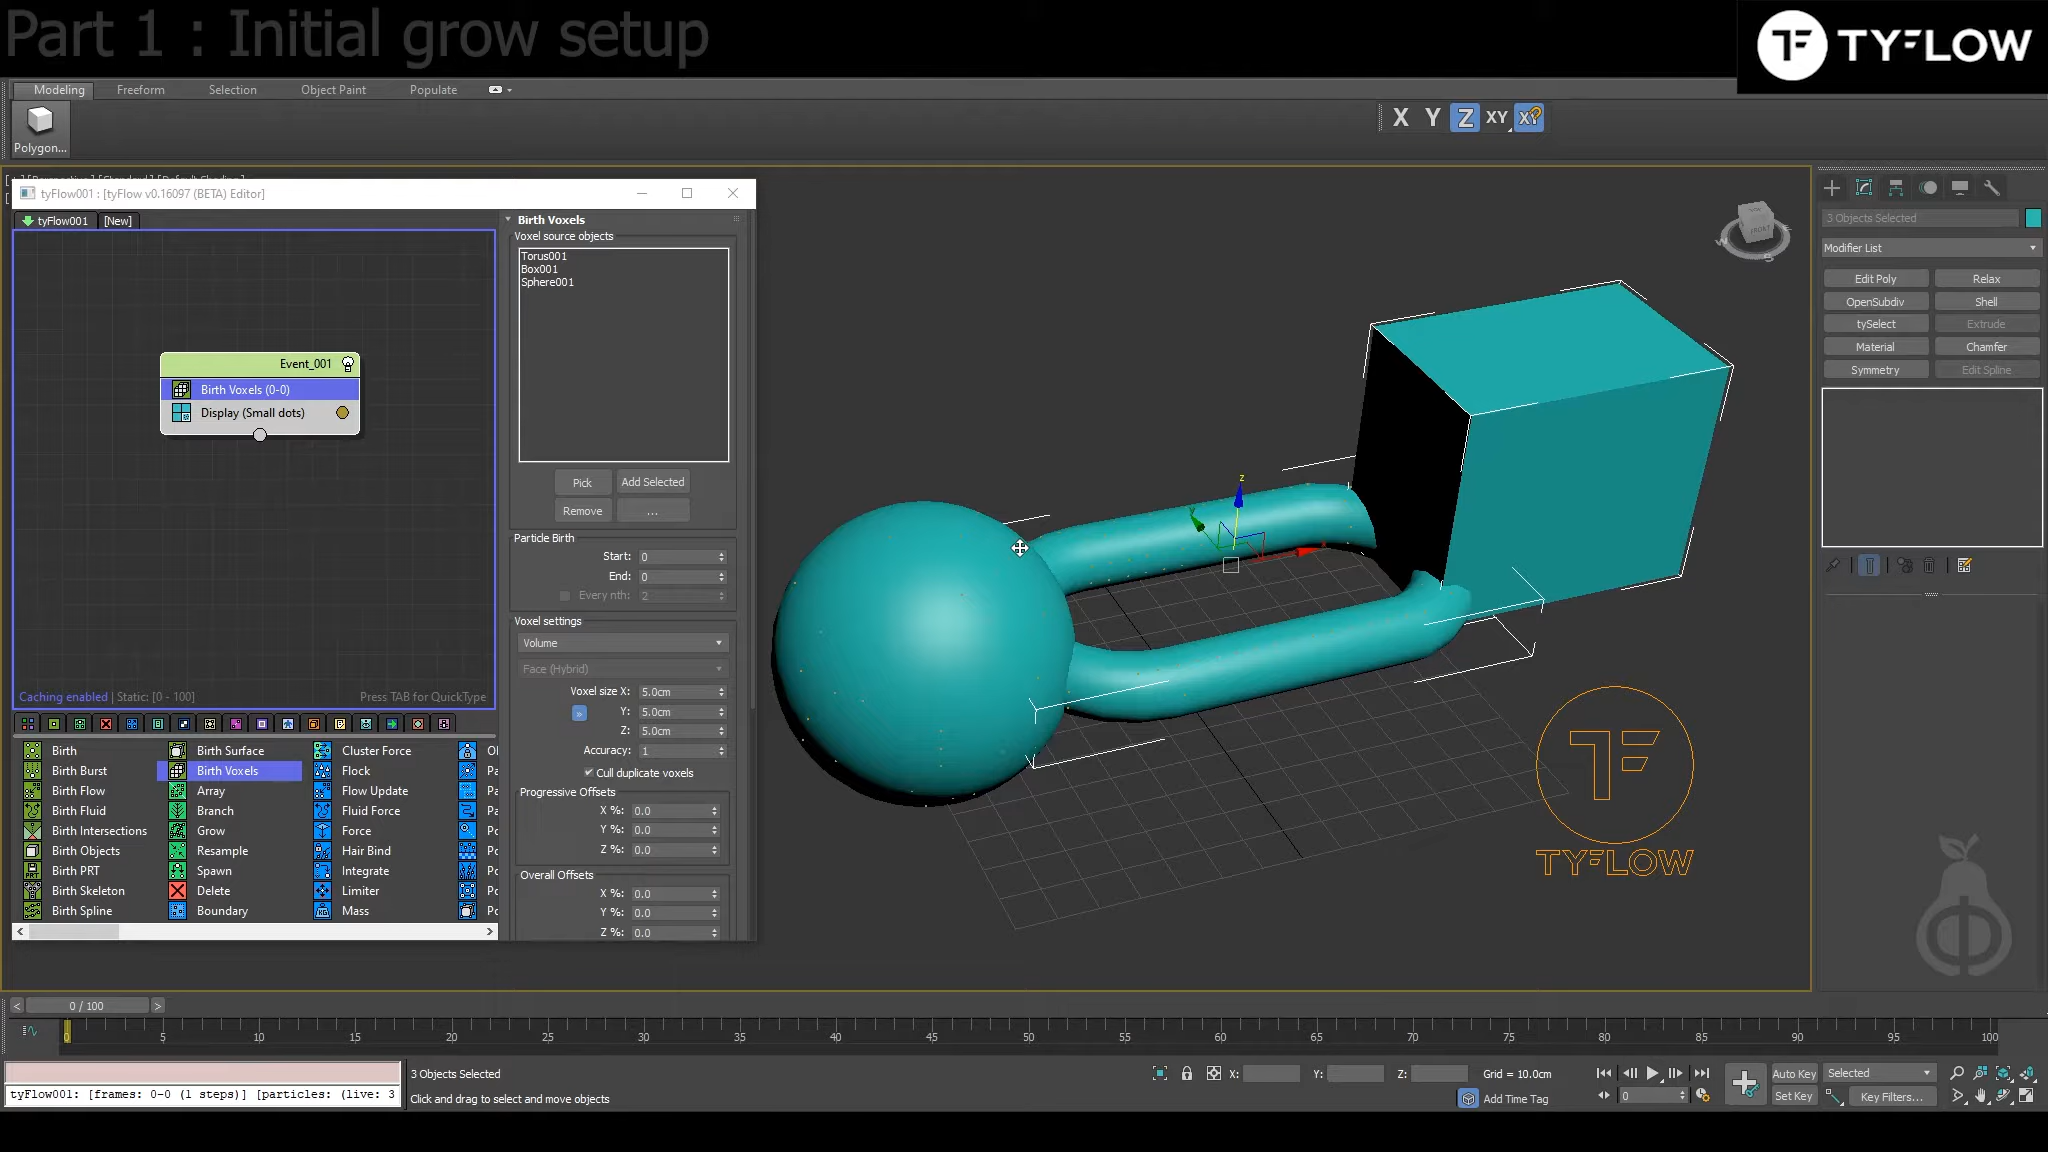 Part 1 : Initial grow setup
TYFLOW
Modeling
Freeform
Selection
Object Paint
Populate
Polygon...
X Y Z XY XY
tyFlow001 : [tyFlow v0.16097 (BETA) Editor]
tyFlow001 [New]
Event_001
Birth Voxels (0-0)
Display (Small dots)
Caching enabled | Static: [0 - 100]
Press TAB for QuickType
Birth
Birth Burst
Birth Flow
Birth Fluid
Birth Intersections
Birth Objects
Birth PRT
Birth Skeleton
Birth Spline
Birth Surface
Birth Voxels
Array
Branch
Grow
Resample
Spawn
Delete
Boundary
Cluster Force
Flock
Flow Update
Fluid Force
Force
Hair Bind
Integrate
Limiter
Mass
Birth Voxels
Voxel source objects
Torus001
Box001
Sphere001
Pick
Add Selected
Remove
...
Particle Birth
Start: 0
End: 0
Every nth: 2
Voxel settings
Volume
Face (Hybrid)
Voxel size X: 5.0cm
Y: 5.0cm
Z: 5.0cm
Accuracy: 1
Cull duplicate voxels
Progressive Offsets
X %: 0.0
Y %: 0.0
Z %: 0.0
Overall Offsets
X %: 0.0
Y %: 0.0
Z %: 0.0
z
FRONT
TYFLOW
3 Objects Selected
Modifier List
Edit Poly
Relax
OpenSubdiv
Shell
tySelect
Extrude
Material
Chamfer
Symmetry
Edit Spline
< 0 / 100 >
0 5 10 15 20 25 30 35 40 45 50 55 60 65 70 75 80 85 90 95 100
3 Objects Selected
X: Y: Z: Grid = 10.0cm
tyFlow001: [frames: 0-0 (1 steps)] [particles: (live: 3
Click and drag to select and move objects
Add Time Tag
0
Auto Key
Selected
Set Key
Key Filters...